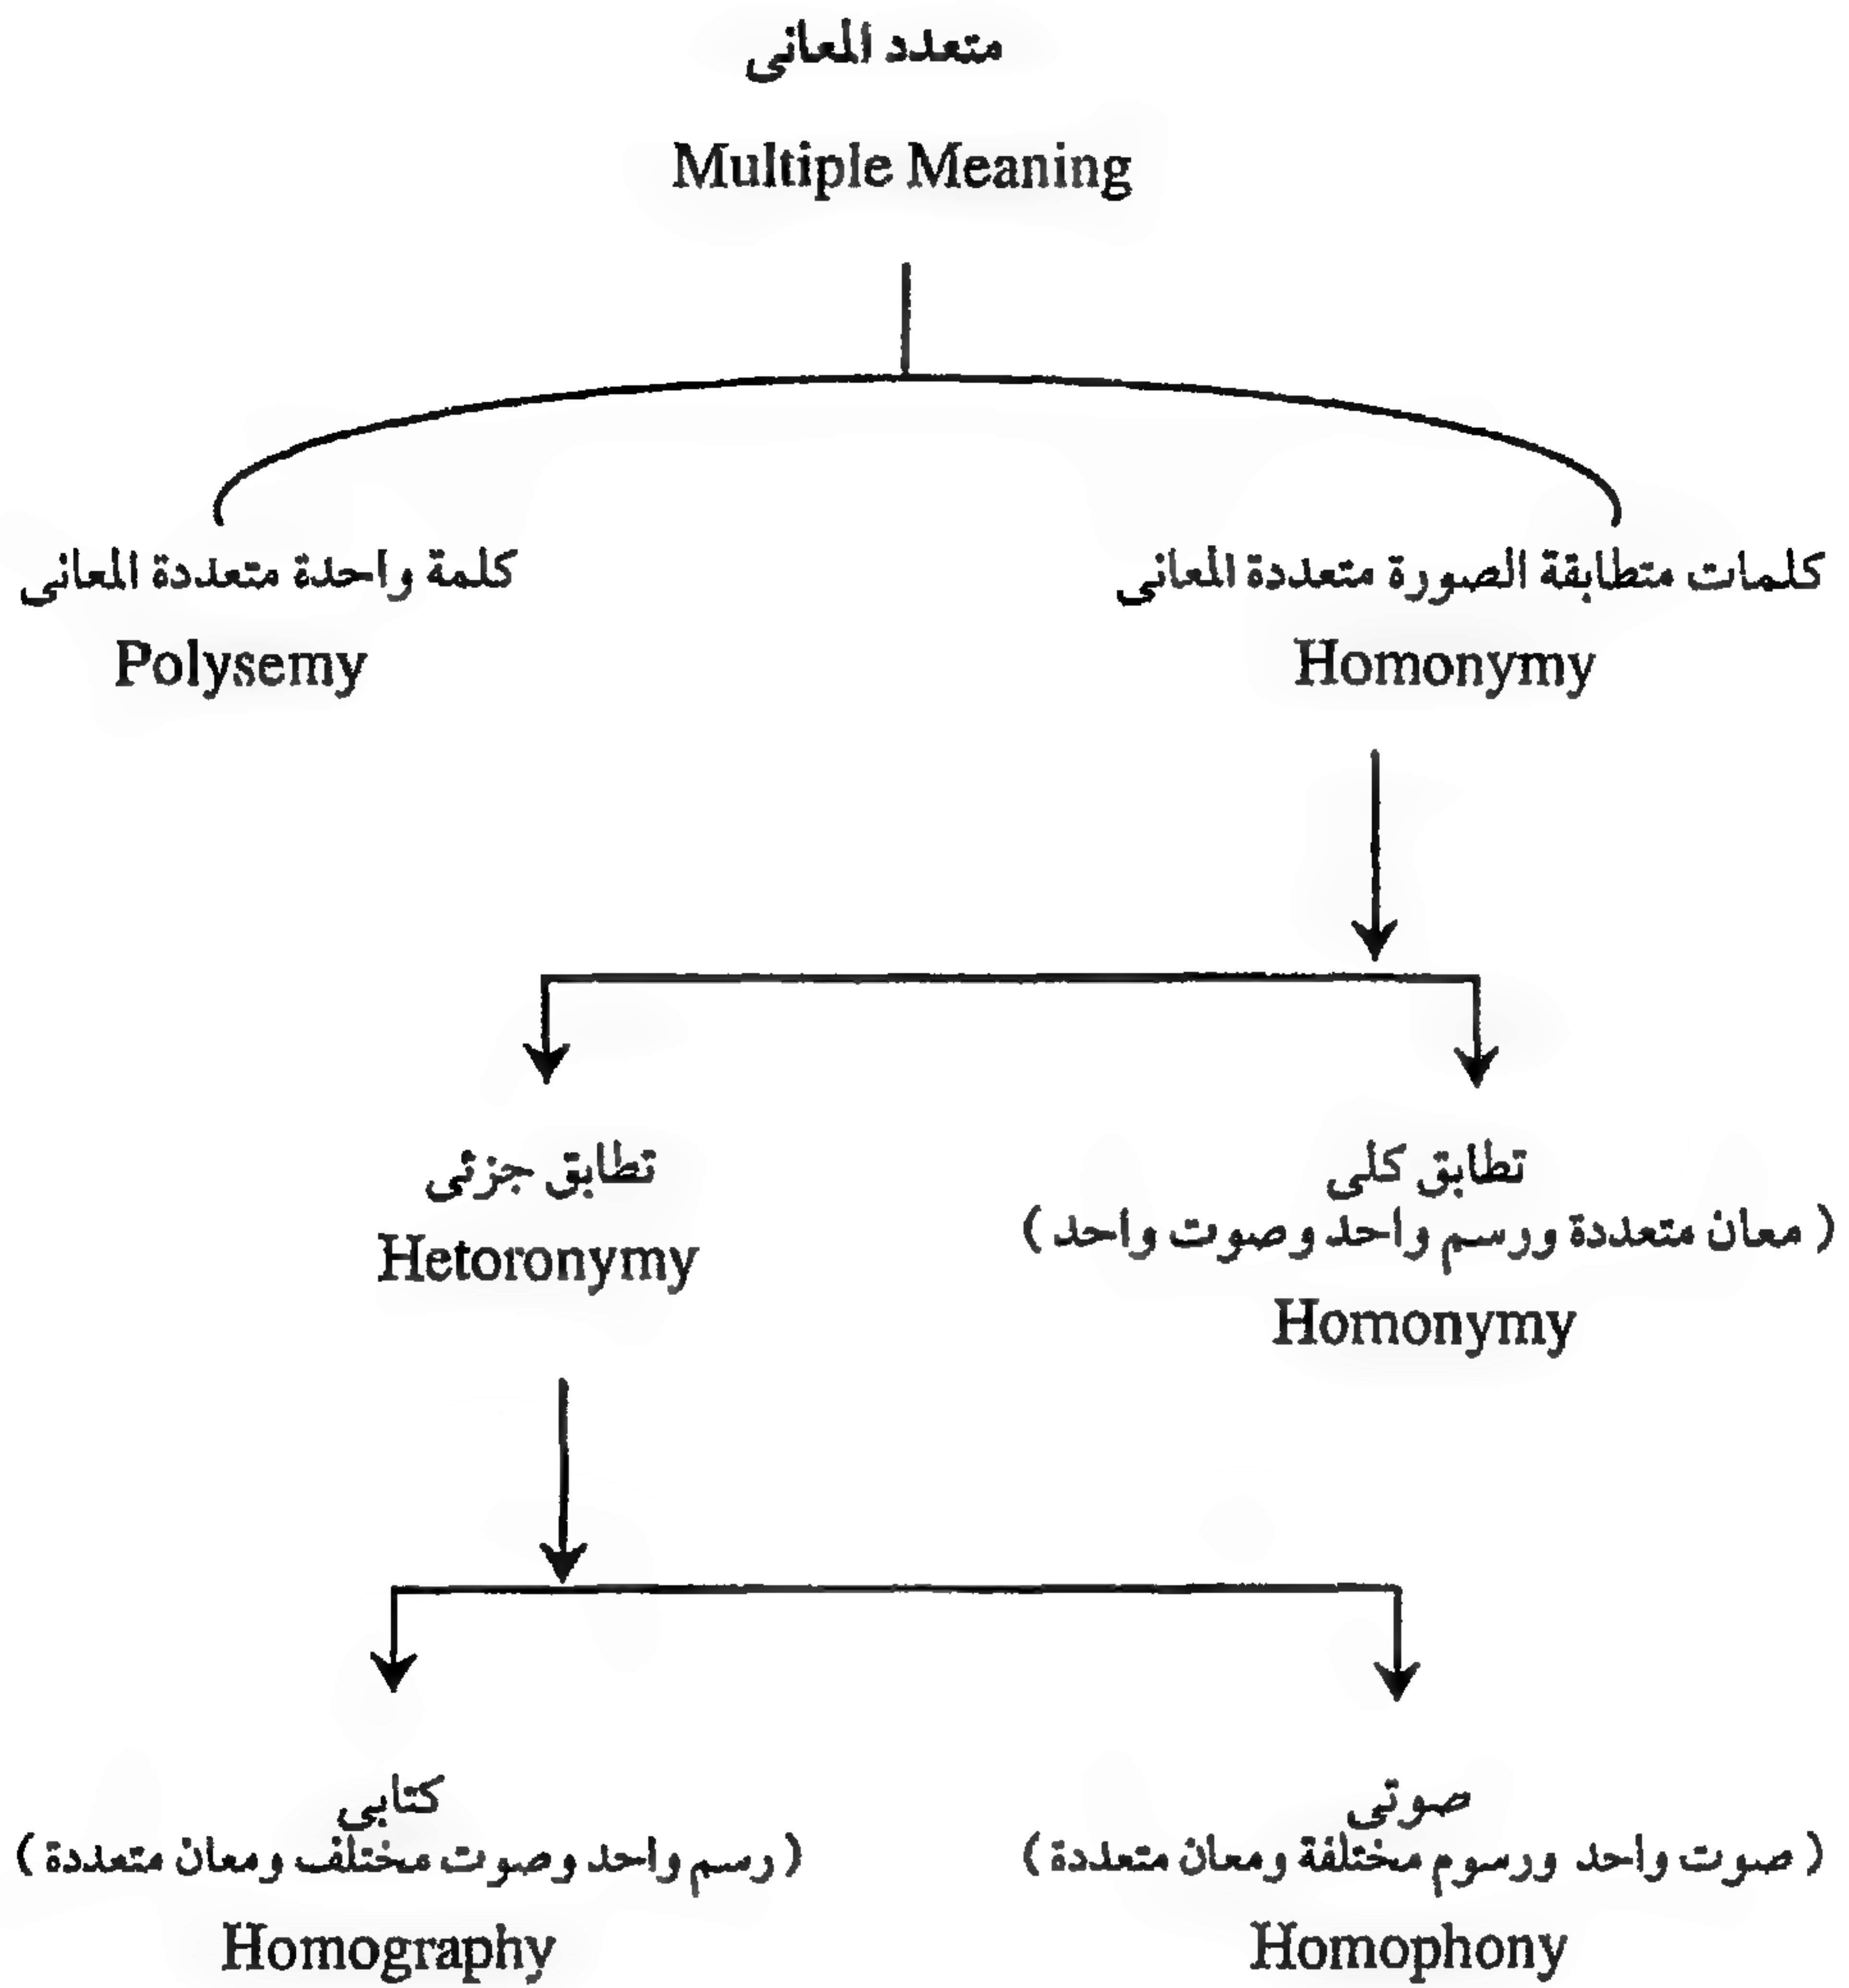 متعدد المعانى
Multiple Meaning
كلمات متطابقة الصورة متعددة المعانى
Homonymy
كلمة واحدة متعددة المعانى
Polysemy
تطابق كلى
( معان متعددة ورسم واحد وصوت واحد )
Homonymy
تطابق جزئى
Hetoronymy
صوتى
( صوت واحد ورسوم مختلفة ومعان متعددة )
Homophony
كتابى
( رسم واحد وصوت مختلف ومعان متعددة )
Homography